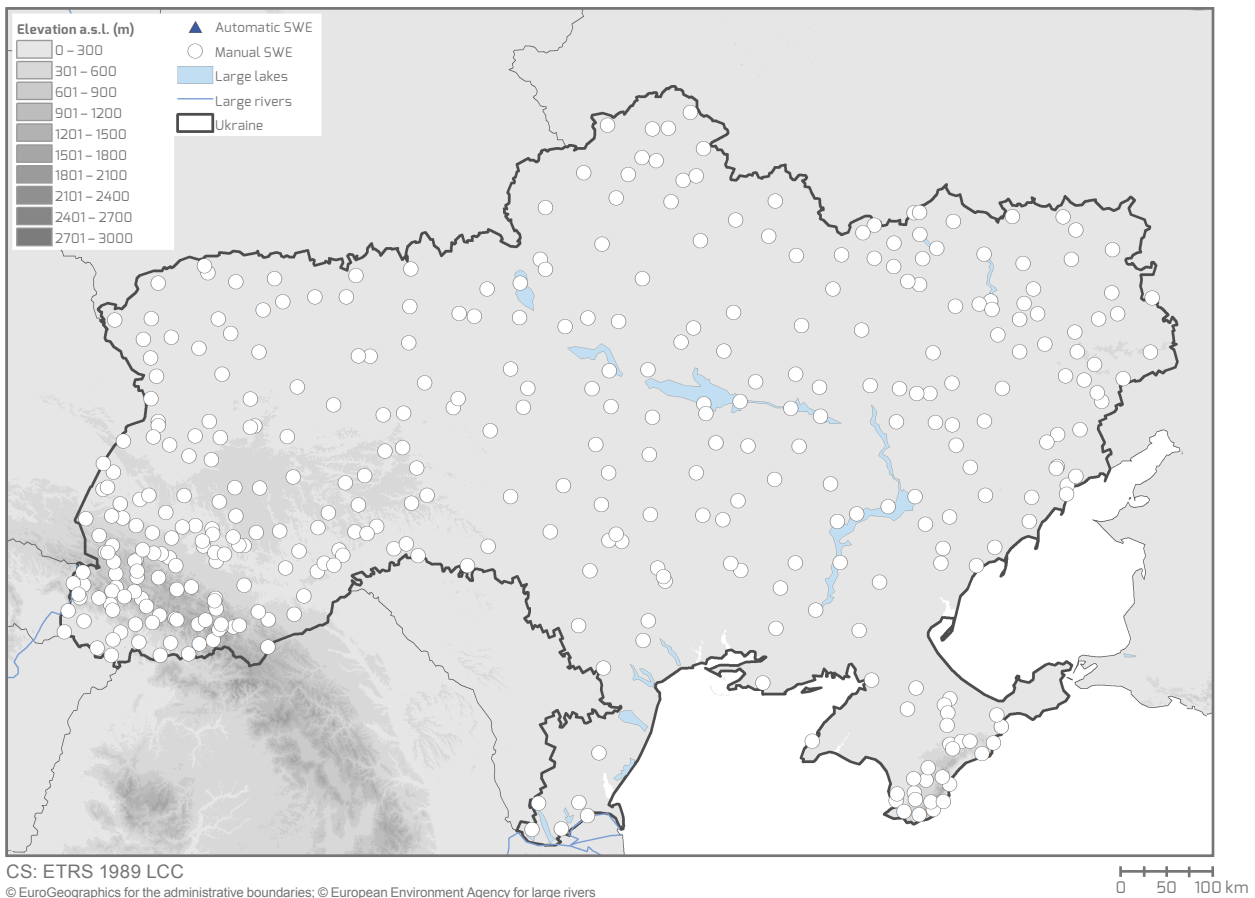 Elevation a.s.l. (m)
0 – 300
301 – 600
601 – 900
901 – 1200
1201 – 1500
1501 – 1800
1801 – 2100
2101 – 2400
2401 – 2700
2701 – 3000
Automatic SWE
Manual SWE
Large lakes
Large rivers
Ukraine
CS: ETRS 1989 LCC
© EuroGeographics for the administrative boundaries; © European Environment Agency for large rivers
0 50 100 km